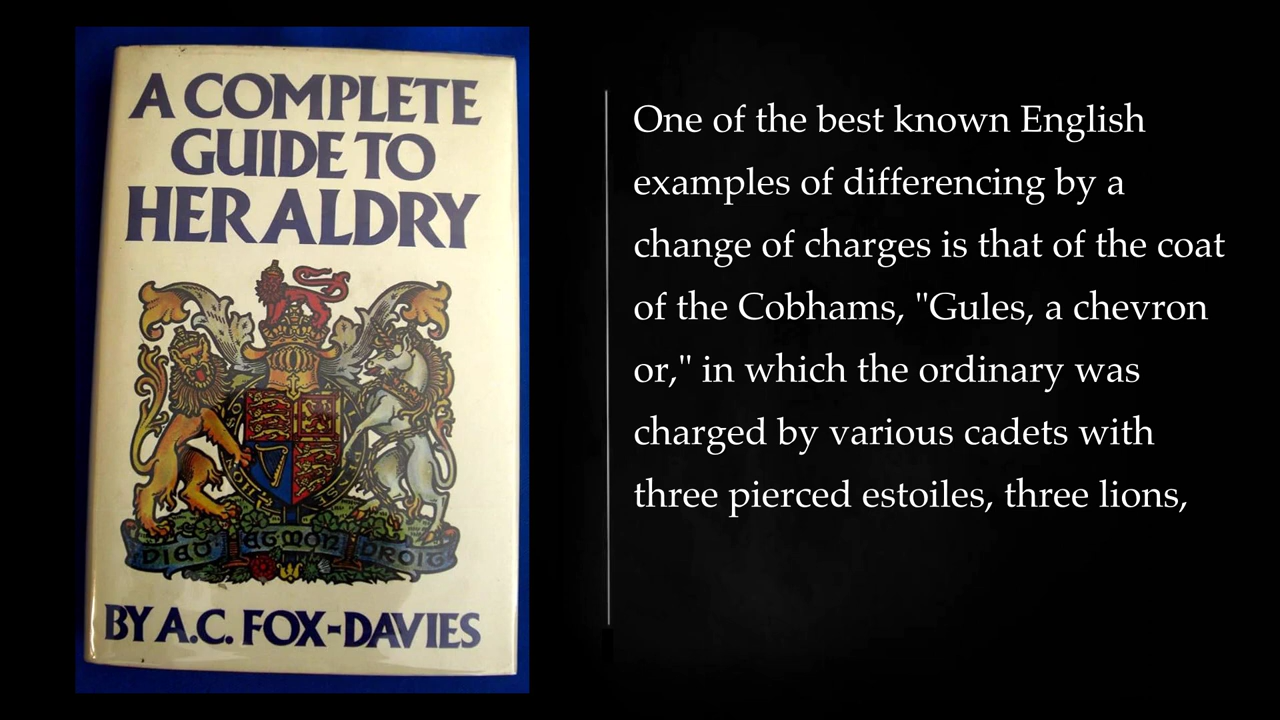 A COMPLETE
GUIDE TO
HERALDRY
DIEU ET MON DROIT
BY A.C. FOX-DAVIES
One of the best known English
examples of differencing by a
change of charges is that of the coat
of the Cobhams, "Gules, a chevron
or," in which the ordinary was
charged by various cadets with
three pierced estoiles, three lions,